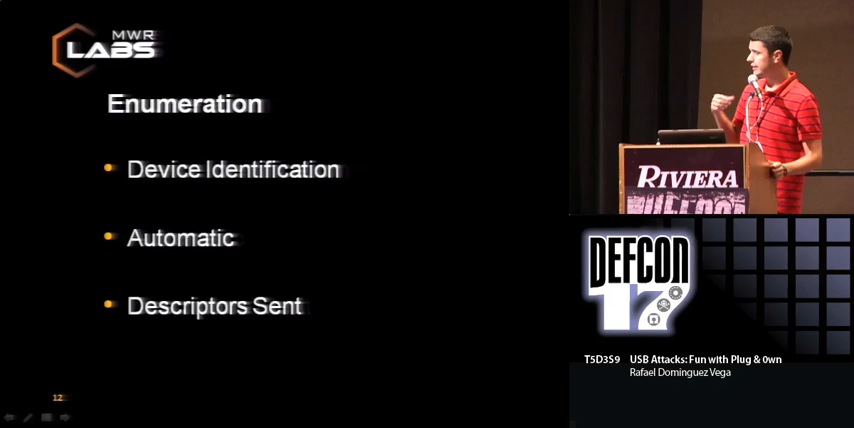 MWR
LABS
Enumeration
Device Identification
Automatic
Descriptors Sent
12
RIVIERA
DEFCON
17
T5D3S9 USB Attacks: Fun with Plug & 0wn
Rafael Dominguez Vega